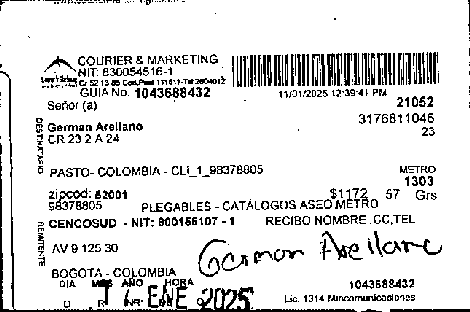 COURIER & MARKETING
NIT: 830054516-1
GUIA No. 1043688432
11/01/2025 12:39:41 PM
Señor (a)
21052
DESTINATARIO
German Arellano
3176811046
CR 23 2 A 24
23
PASTO- COLOMBIA - CLI_1_98378805
METRO
1303
zipcod: 52001
$1172 57 Grs
98378805
PLEGABLES - CATALOGOS ASEO METRO
REMITENTE
CENCOSUD - NIT: 900155107 - 1
RECIBO NOMBRE ,CC,TEL
AV 9 125 30
German Arellano
BOGOTA - COLOMBIA
DIA MES AÑO HORA
1043688432
ENE 2025
Lic. 1314 Mincomunicaciones